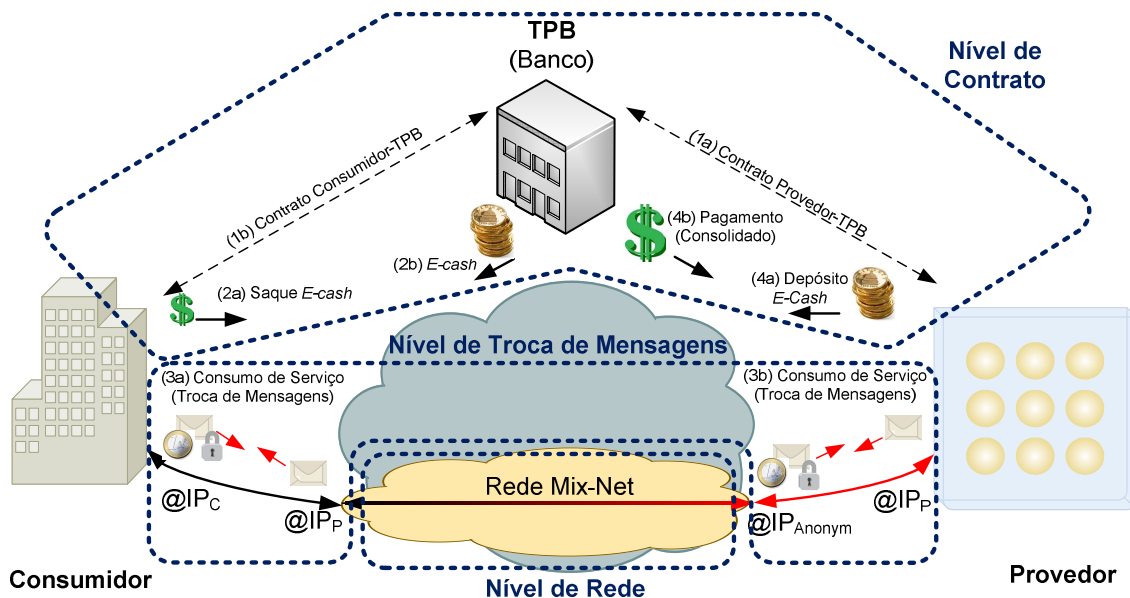 TPB
(Banco)
Nível de
Contrato
(1b) Contrato Consumidor-TPB
(1a) Contrato Provedor-TPB
(4b) Pagamento
(Consolidado)
(2b) E-cash
(4a) Depósito
E-Cash
(2a) Saque E-cash
Nível de Troca de Mensagens
(3a) Consumo de Serviço
(Troca de Mensagens)
(3b) Consumo de Serviço
(Troca de Mensagens)
Rede Mix-Net
@IPC
@IPP
@IPAnonym
@IPP
Consumidor
Nível de Rede
Provedor